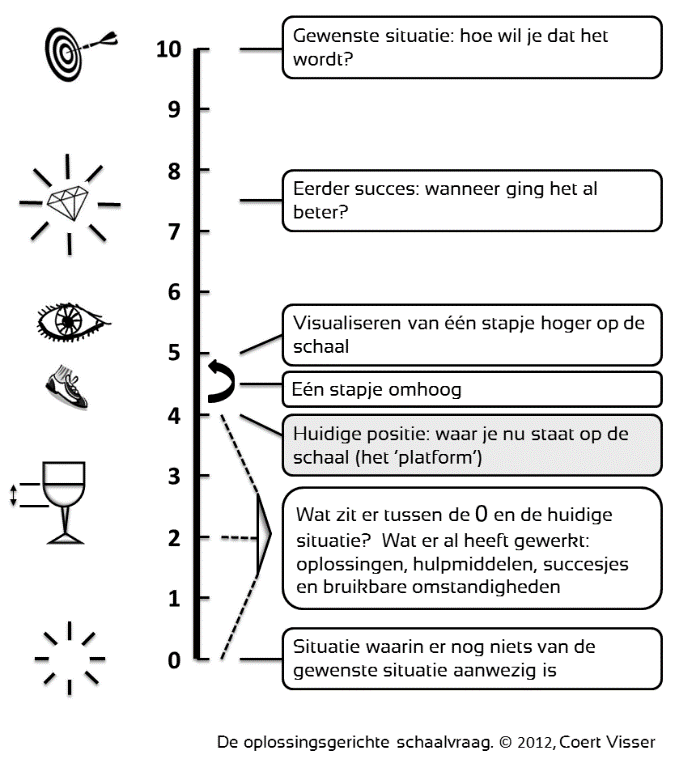 10
Gewenste situatie: hoe wil je dat het
wordt?
9
8
Eerder succes: wanneer ging het al
beter?
7
6
Visualiseren van één stapje hoger op de
schaal
5
Eén stapje omhoog
4
Huidige positie: waar je nu staat op de
schaal (het ‘platform’)
3
Wat zit er tussen de 0 en de huidige
situatie? Wat er al heeft gewerkt:
oplossingen, hulpmiddelen, succesjes
en bruikbare omstandigheden
2
1
Situatie waarin er nog niets van de
gewenste situatie aanwezig is
0
De oplossingsgerichte schaalvraag. © 2012, Coert Visser